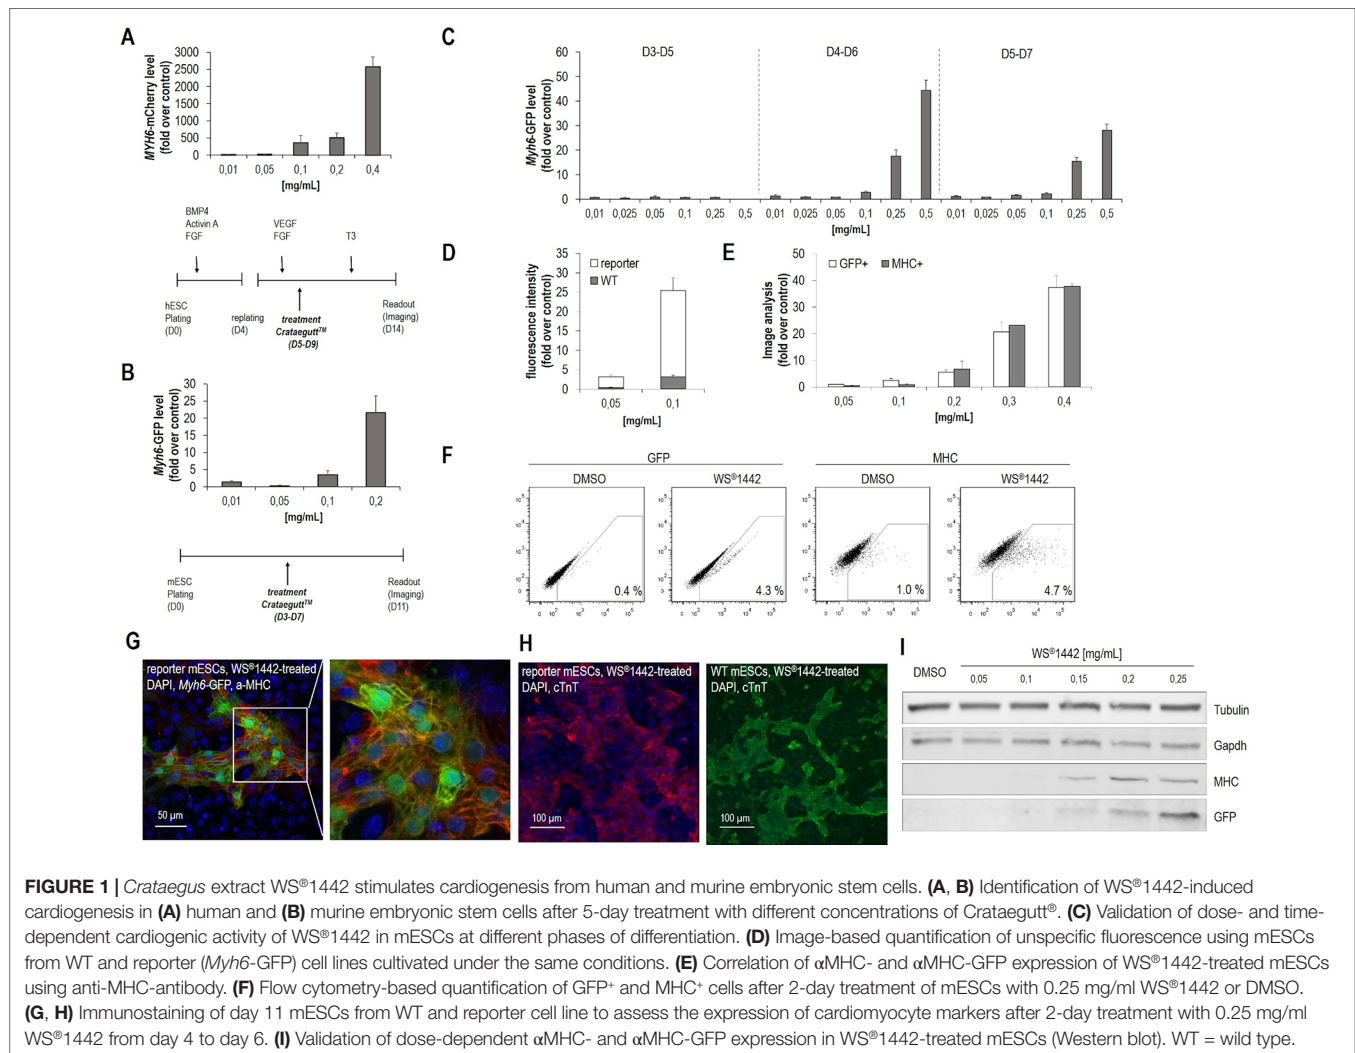 A
MYH6-mCherry level
(fold over control)
3000
2500
2000
1500
1000
500
0
0,01 0,05 0,1 0,2 0,4
[mg/mL]
BMP4
Activin A
FGF
VEGF
FGF
T3
hESC
Plating
(D0)
replating
(D4)
treatment
Crataegutt™
(D5-D9)
Readout
(Imaging)
(D14)
B
Myh6-GFP level
(fold over control)
30
25
20
15
10
5
0
0,01 0,05 0,1 0,2
[mg/mL]
mESC
Plating
(D0)
treatment
Crataegutt™
(D3-D7)
Readout
(Imaging)
(D11)
C
D3-D5 D4-D6 D5-D7
Myh6-GFP level
(fold over control)
60
50
40
30
20
10
0
0,01 0,025 0,05 0,1 0,25 0,5 0,01 0,025 0,05 0,1 0,25 0,5 0,01 0,025 0,05 0,1 0,25 0,5
[mg/mL]
D
fluorescence intensity
(fold over control)
35
30
25
20
15
10
5
0
reporter
WT
0,05 0,1
[mg/mL]
E
Image analysis
(fold over control)
50
40
30
20
10
0
GFP+ MHC+
0,05 0,1 0,2 0,3 0,4
[mg/mL]
F
GFP MHC
DMSO WS®1442 DMSO WS®1442
0.4 % 4.3 % 1.0 % 4.7 %
G
reporter mESCs, WS®1442-treated
DAPI, Myh6-GFP, a-MHC
50 µm
H
reporter mESCs, WS®1442-treated
DAPI, cTnT
100 µm
WT mESCs, WS®1442-treated
DAPI, cTnT
100 µm
I
WS®1442 [mg/mL]
DMSO 0,05 0,1 0,15 0,2 0,25
Tubulin
Gapdh
MHC
GFP
FIGURE 1 | Crataegus extract WS®1442 stimulates cardiogenesis from human and murine embryonic stem cells. (A, B) Identification of WS®1442-induced
cardiogenesis in (A) human and (B) murine embryonic stem cells after 5-day treatment with different concentrations of Crataegutt®. (C) Validation of dose- and time-
dependent cardiogenic activity of WS®1442 in mESCs at different phases of differentiation. (D) Image-based quantification of unspecific fluorescence using mESCs
from WT and reporter (Myh6-GFP) cell lines cultivated under the same conditions. (E) Correlation of αMHC- and αMHC-GFP expression of WS®1442-treated mESCs
using anti-MHC-antibody. (F) Flow cytometry-based quantification of GFP⁺ and MHC⁺ cells after 2-day treatment of mESCs with 0.25 mg/ml WS®1442 or DMSO.
(G, H) Immunostaining of day 11 mESCs from WT and reporter cell line to assess the expression of cardiomyocyte markers after 2-day treatment with 0.25 mg/ml
WS®1442 from day 4 to day 6. (I) Validation of dose-dependent αMHC- and αMHC-GFP expression in WS®1442-treated mESCs (Western blot). WT = wild type.